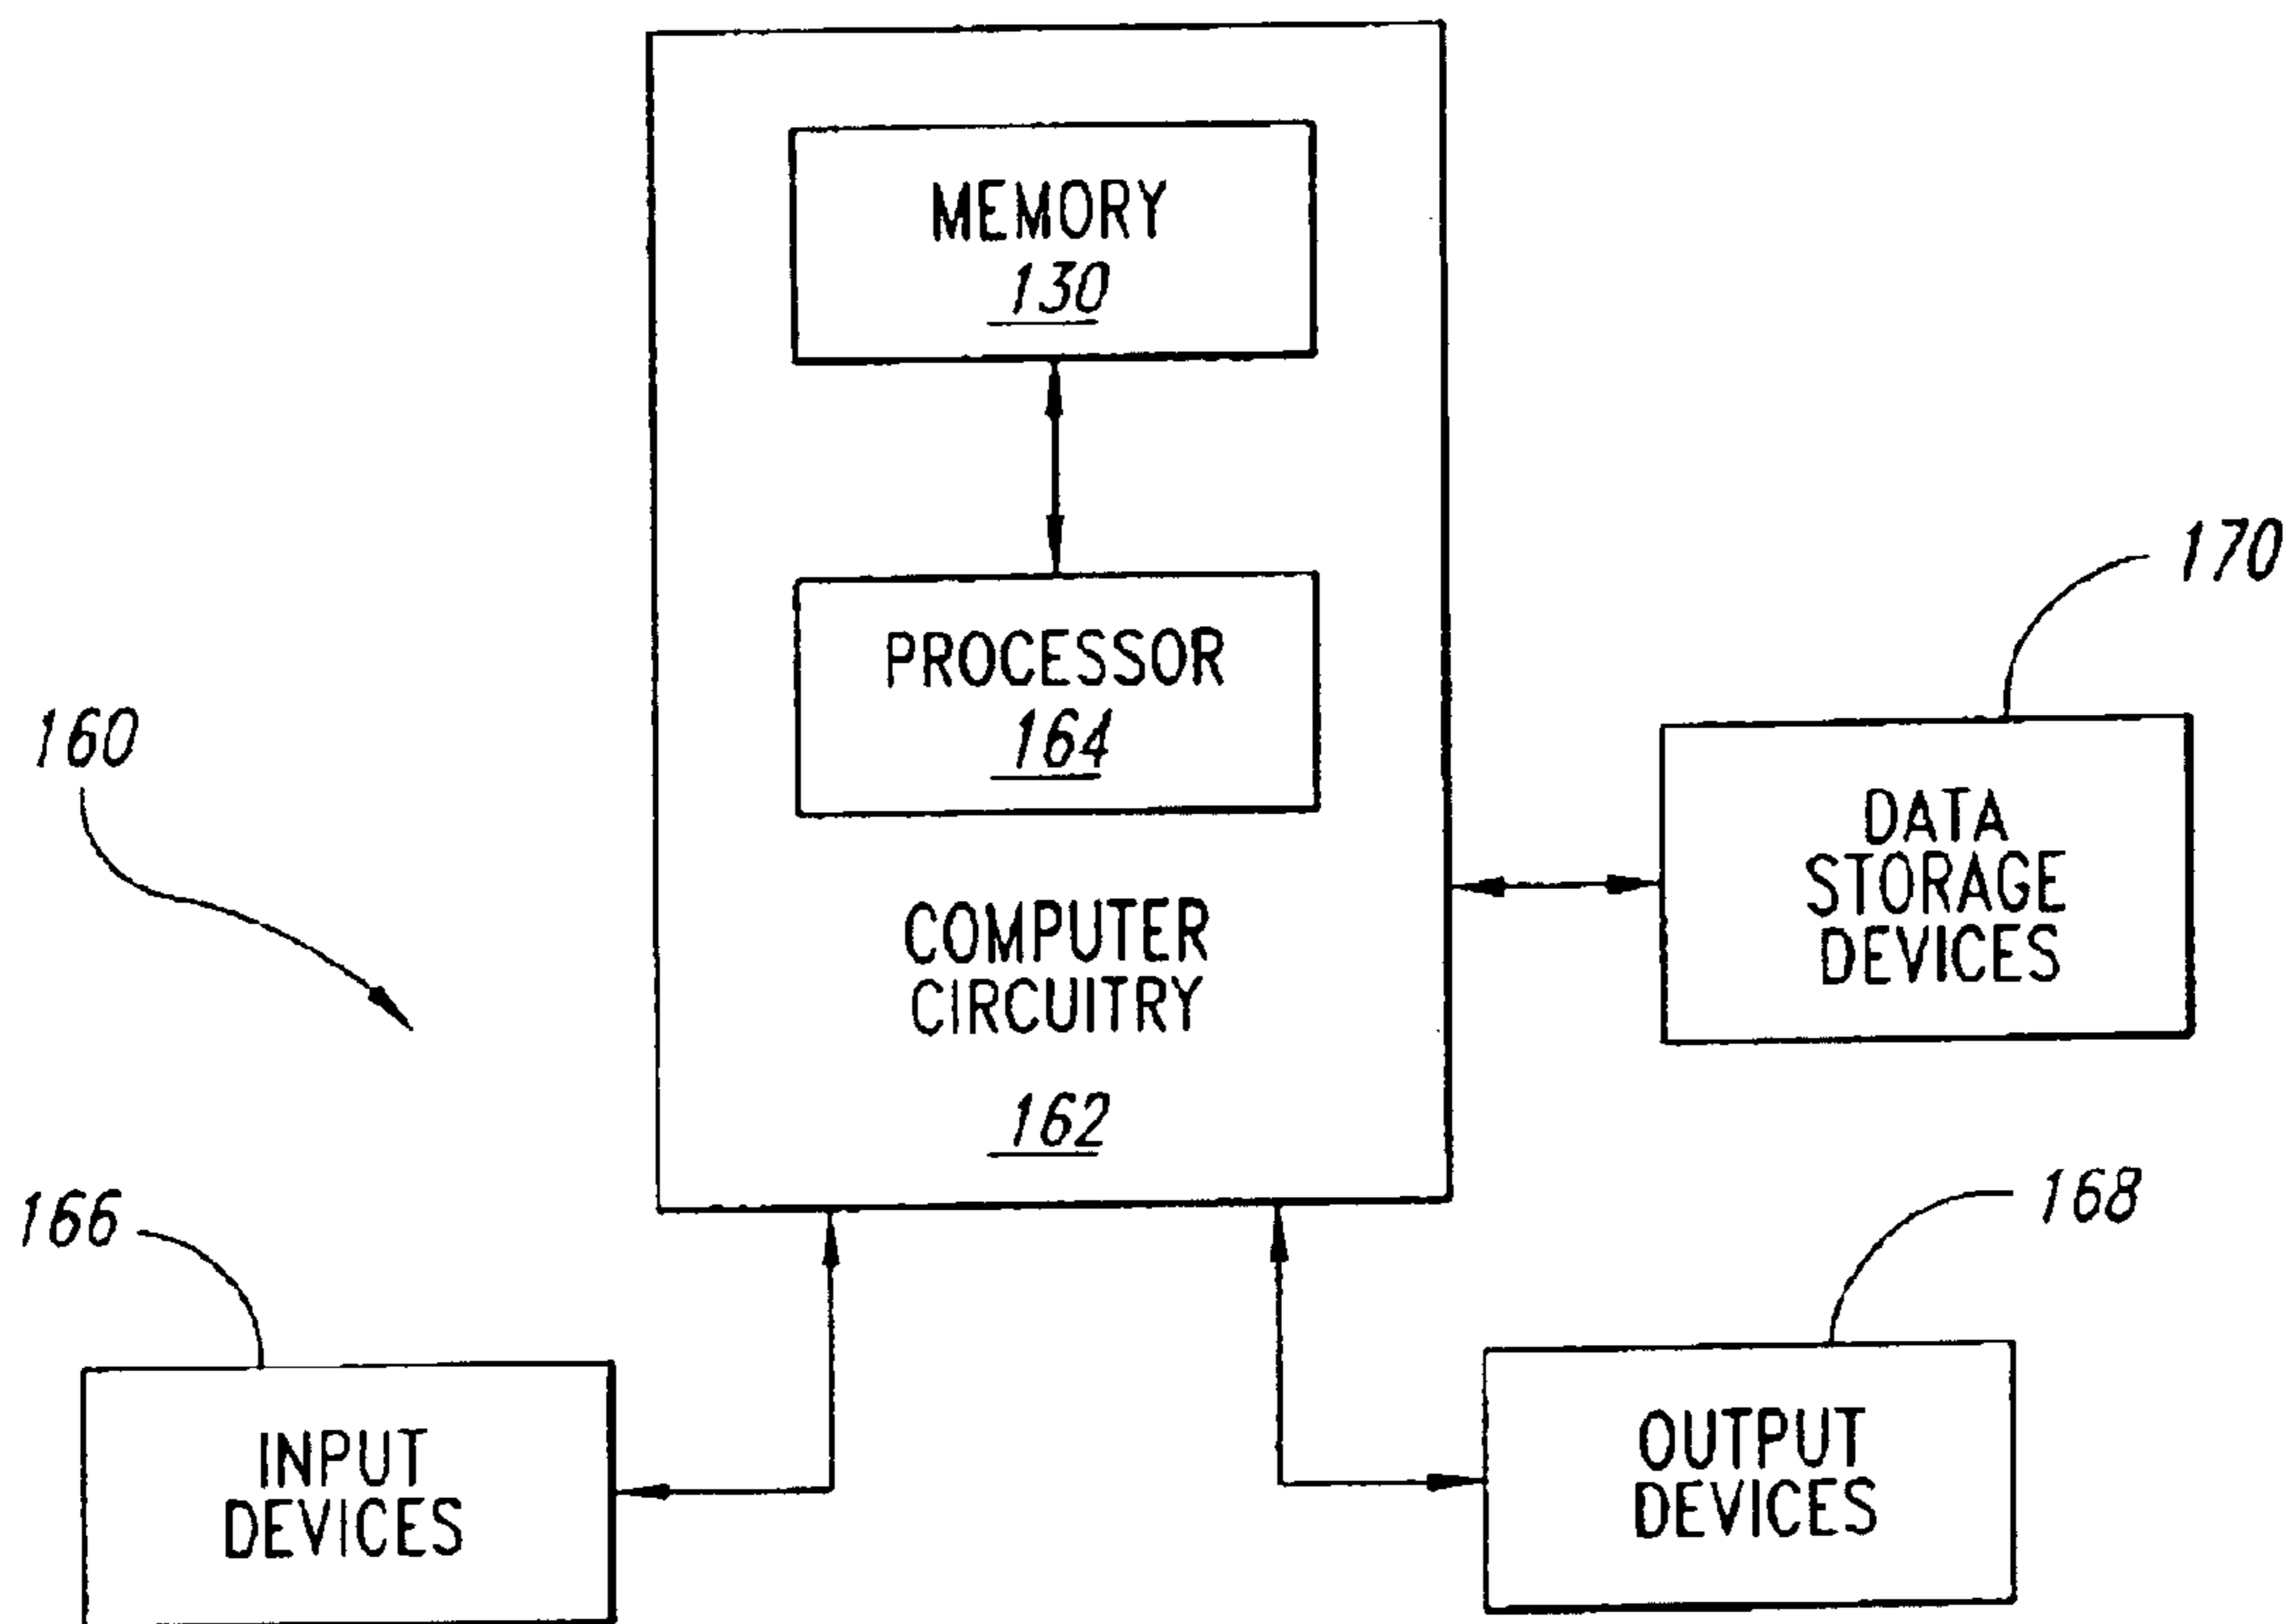 MEMORY
130
PROCESSOR
164
COMPUTER
CIRCUITRY
162
160
170
DATA
STORAGE
DEVICES
166
INPUT
DEVICES
168
OUTPUT
DEVICES